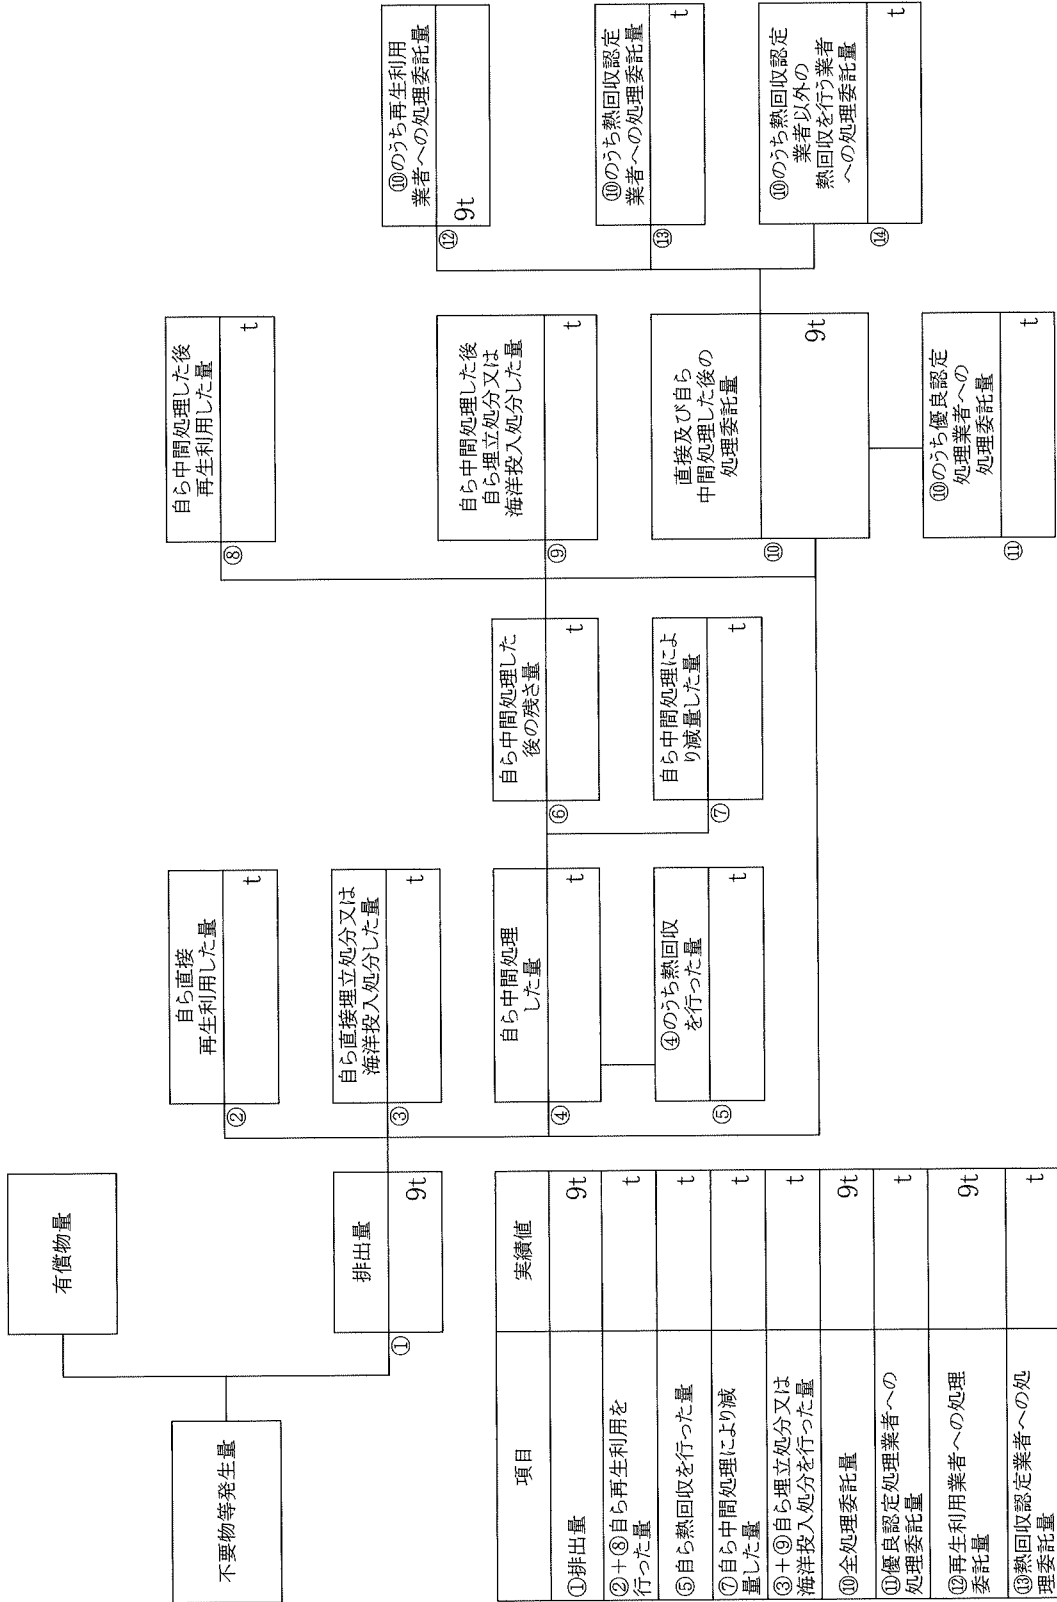 不要物等発生量
有償物量
①
排出量
9t
②
自ら直接
再生利用した量
t
③
自ら直接埋立処分又は
海洋投入処分した量
t
④
自ら中間処理
した量
t
⑤
④のうち熱回収
を行った量
t
⑥
自ら中間処理した
後の残さ量
t
⑦
自ら中間処理によ
り減量した量
t
⑧
自ら中間処理した後
再生利用した量
t
⑨
自ら中間処理した後
自ら埋立処分又は
海洋投入処分した量
t
⑩
直接及び自ら
中間処理した後の
処理委託量
9t
⑪
⑩のうち優良認定
処理業者への
処理委託量
t
⑫
⑩のうち再生利用
業者への処理委託量
9t
⑬
⑩のうち熱回収認定
業者への処理委託量
t
⑭
⑩のうち熱回収認定
業者以外の
熱回収を行う業者
への処理委託量
t
項目 実績値
①排出量 9t
②+⑧自ら再生利用を
行った量 t
⑤自ら熱回収を行った量 t
⑦自ら中間処理により減
量した量 t
③+⑨自ら埋立処分又は
海洋投入処分を行った量 t
⑩全処理委託量 9t
⑪優良認定処理業者への
処理委託量 t
⑫再生利用業者への処理
委託量 9t
⑬熱回収認定業者への処
理委託量 t